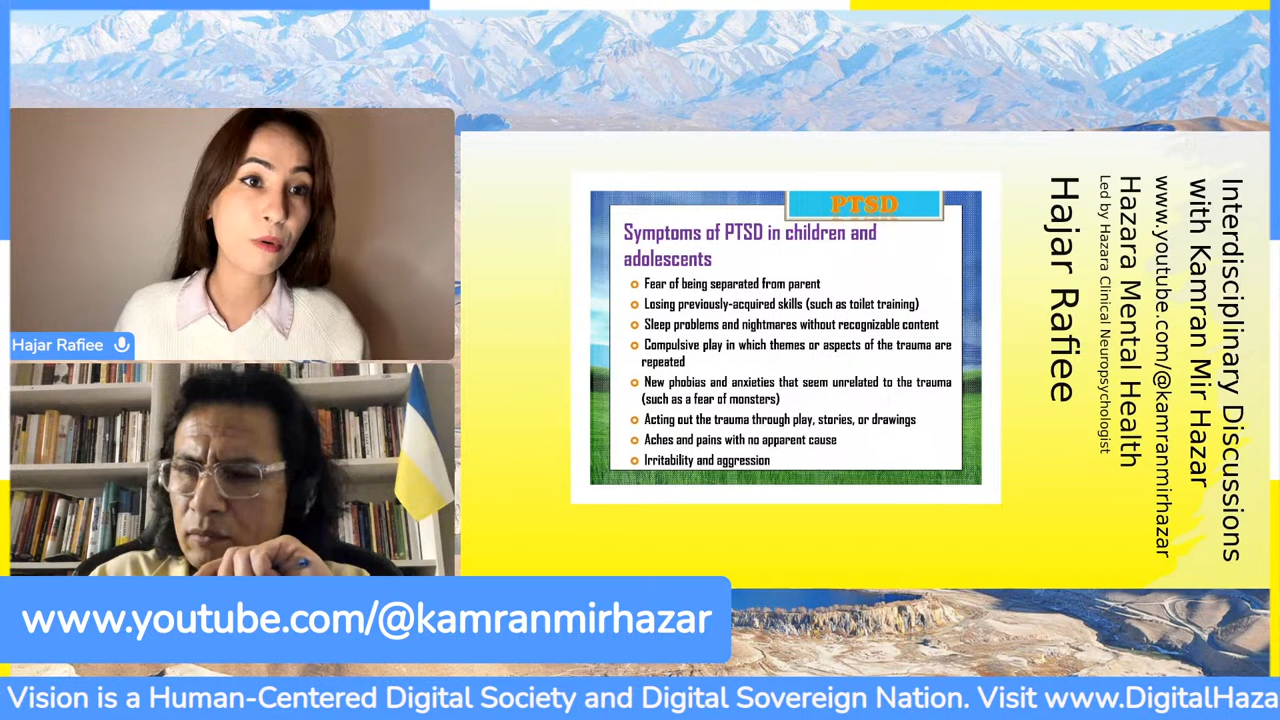 Hajar Rafiee
PTSD
Symptoms of PTSD in children and
adolescents
Fear of being separated from parent
Losing previously-acquired skills (such as toilet training)
Sleep problems and nightmares without recognizable content
Compulsive play in which themes or aspects of the trauma are
repeated
New phobias and anxieties that seem unrelated to the trauma
(such as a fear of monsters)
Acting out the trauma through play, stories, or drawings
Aches and pains with no apparent cause
Irritability and aggression
Interdisciplinary Discussions
with Kamran Mir Hazar
www.youtube.com/@kamranmirhazar
Hazara Mental Health
Led by Hazara Clinical Neuropsychologist
Hajar Rafiee
www.youtube.com/@kamranmirhazar
Vision is a Human-Centered Digital Society and Digital Sovereign Nation. Visit www.DigitalHaza